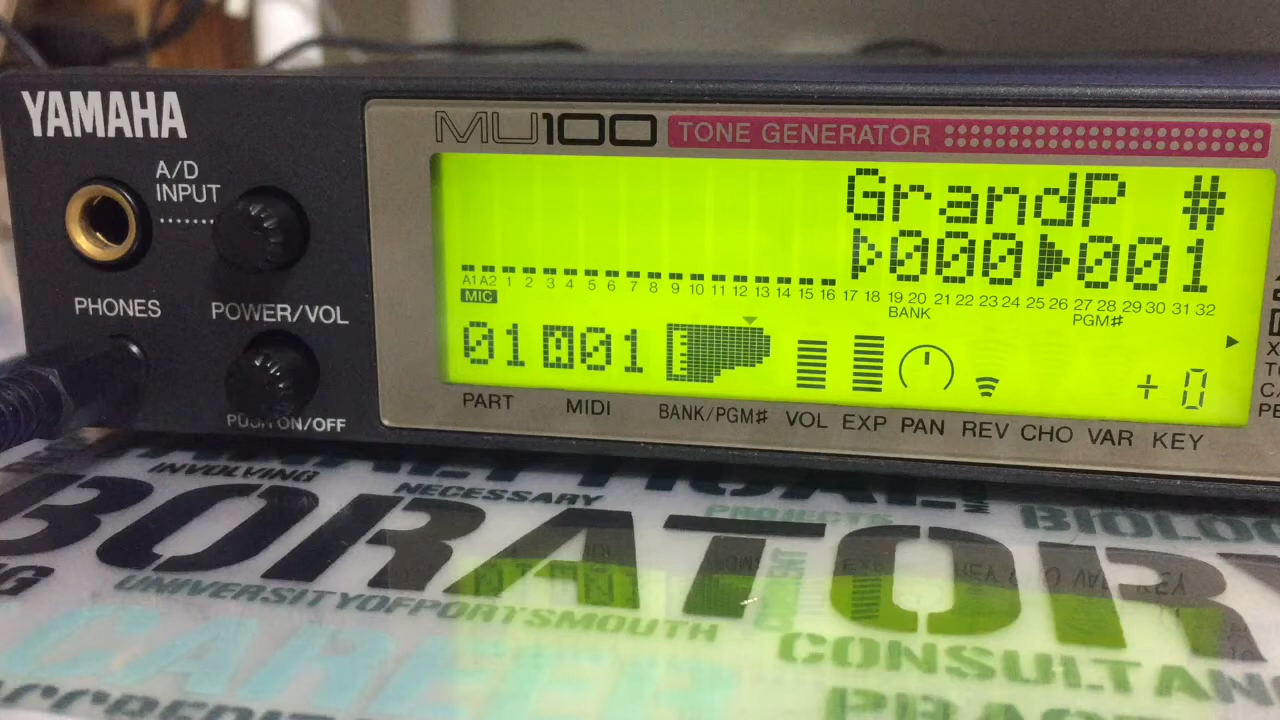 YAMAHA
MU100 TONE GENERATOR
A/D
INPUT
GrandP #
000 001
A1 A2 1 2 3 4 5 6 7 8 9 10 11 12 13 14 15 16 17 18 19 20 21 22 23 24 25 26 27 28 29 30 31 32
MIC
BANK
PGM#
PHONES
POWER/VOL
01 A01
+ 0
PUSH ON/OFF
PART MIDI BANK/PGM# VOL EXP PAN REV CHO VAR KEY
INVOLVING
NECESSARY
PROJECTS
BORATORY
UNIVERSITYOFPORTSMOUTH
CAREER
CONSULTAN